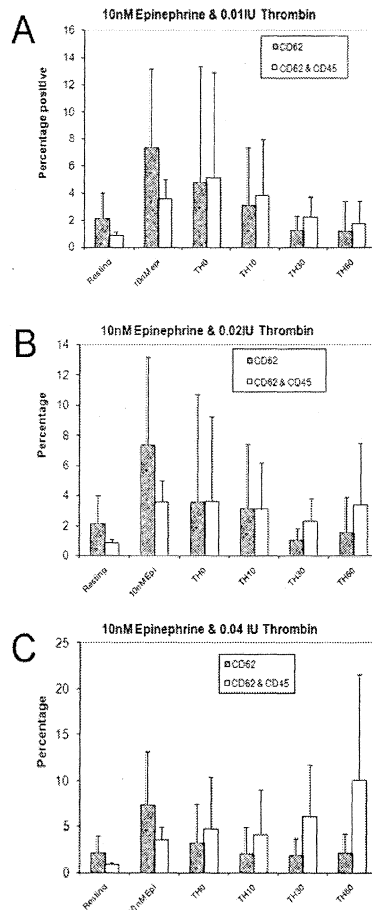 A
10nM Epinephrine & 0.01IU Thrombin
Percentage positive
16
14
12
10
8
6
4
2
0
CD62
CD62 & CD45
Resting
10nM epi
TH0
TH10
TH30
TH60
B
10nM Epinephrine & 0.02IU Thrombin
Percentage
14
12
10
8
6
4
2
0
CD62
CD62 & CD45
Resting
10nM Epi
TH0
TH10
TH30
TH60
C
10nM Epinephrine & 0.04 IU Thrombin
Percentage
25
20
15
10
5
0
CD62
CD62 & CD45
Resting
10nM Epi
TH0
TH10
TH30
TH60